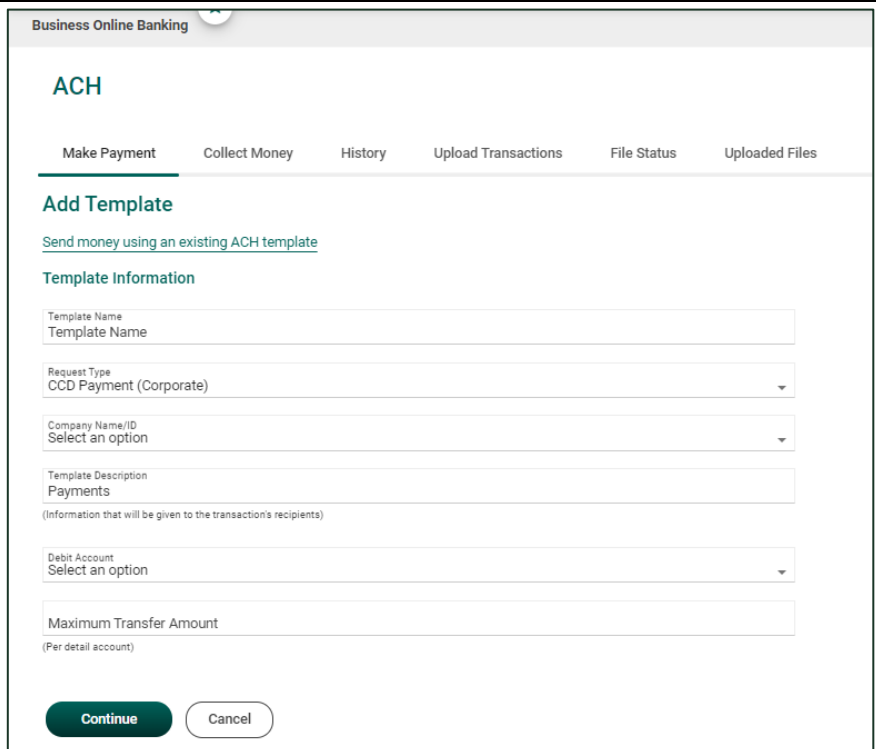 Business Online Banking
ACH
Make Payment Collect Money History Upload Transactions File Status Uploaded Files
Add Template
Send money using an existing ACH template
Template Information
Template Name
Template Name
Request Type
CCD Payment (Corporate)
Company Name/ID
Select an option
Template Description
Payments
(Information that will be given to the transaction's recipients)
Debit Account
Select an option
Maximum Transfer Amount
(Per detail account)
Continue Cancel